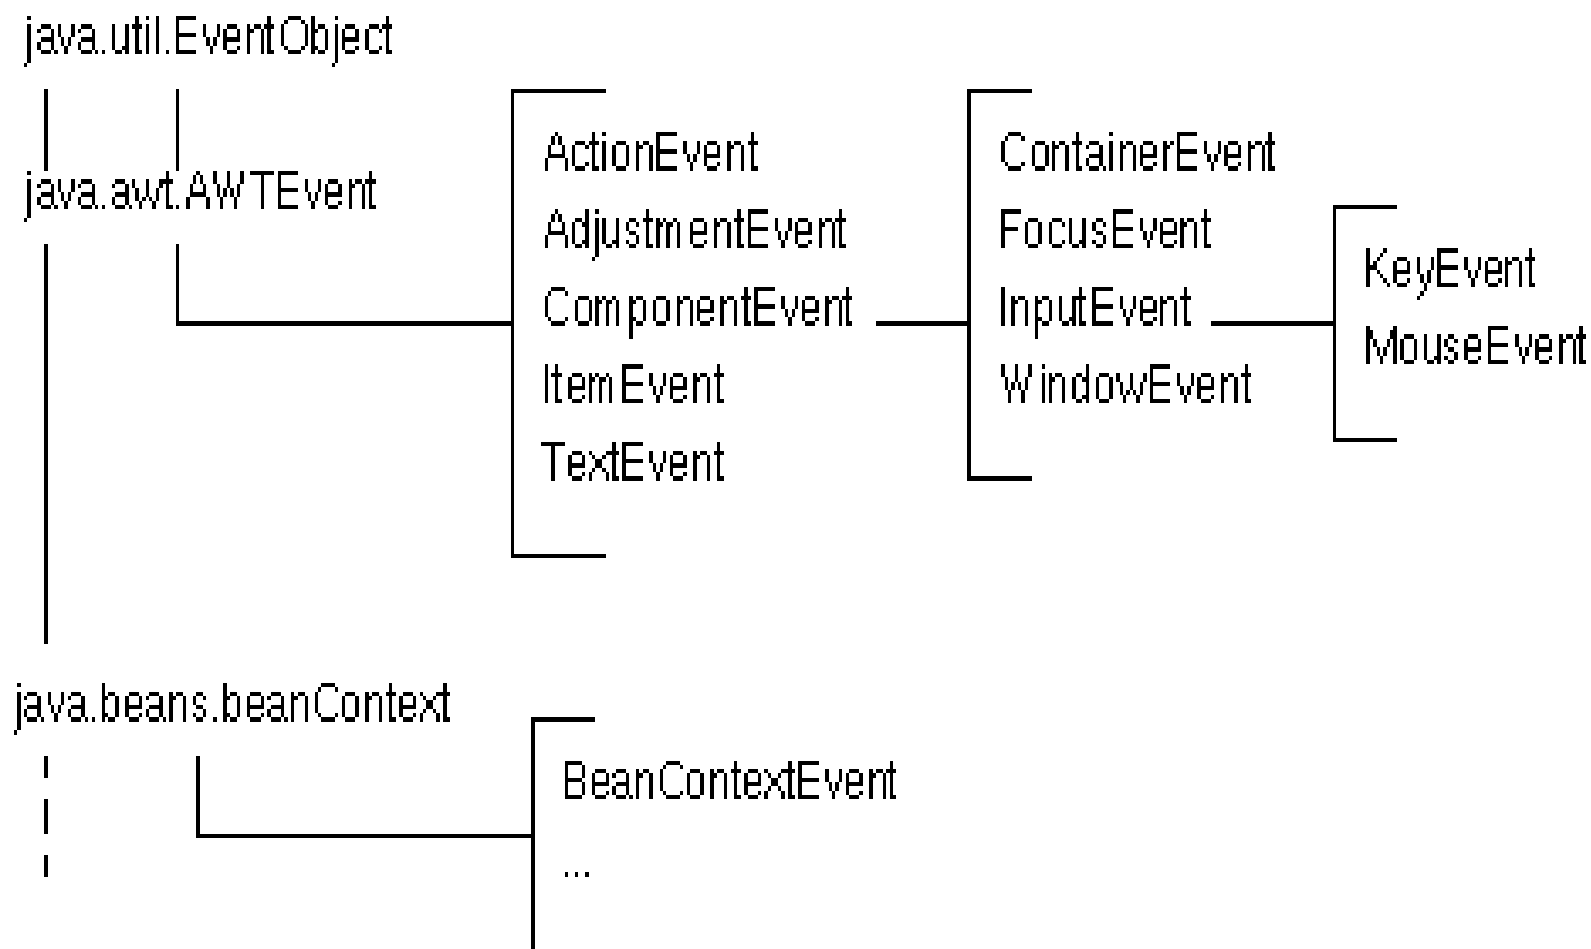 java.util.EventObject
java.awt.AWTEvent
ActionEvent
AdjustmentEvent
ComponentEvent
ItemEvent
TextEvent
ContainerEvent
FocusEvent
InputEvent
WindowEvent
KeyEvent
MouseEvent
java.beans.beanContext
BeanContextEvent
...